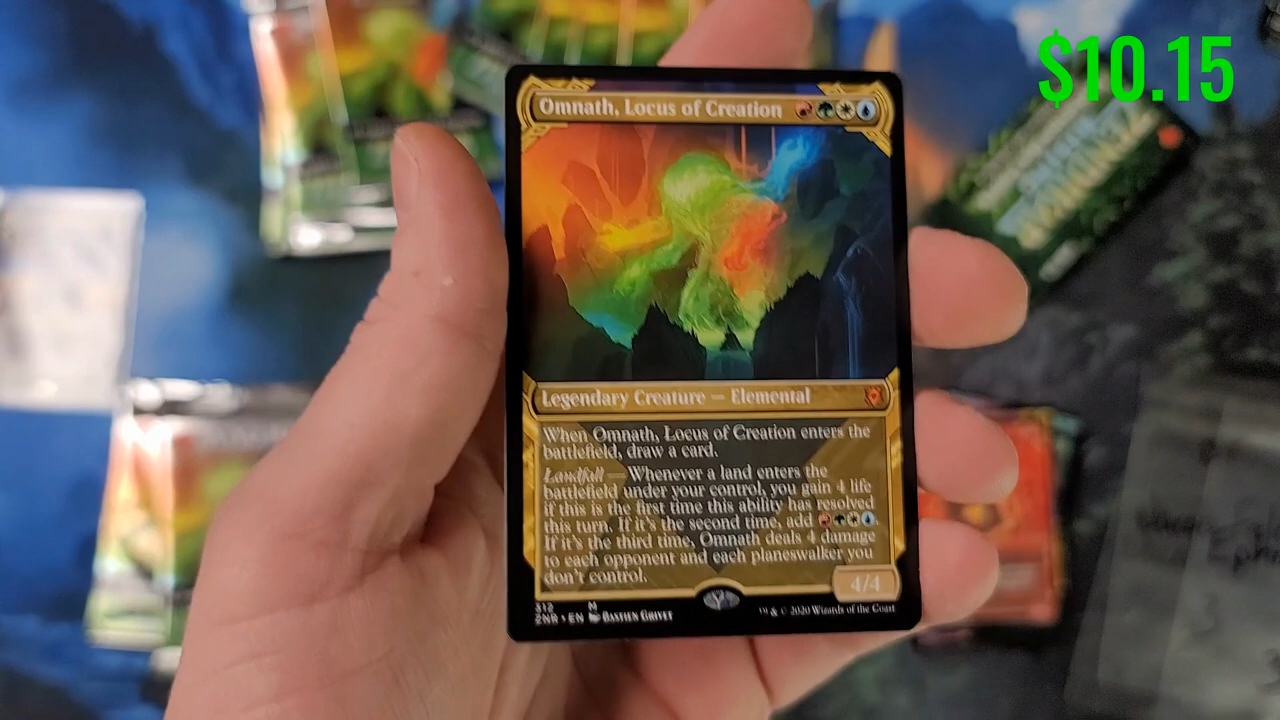 $10.15
Omnath, Locus of Creation
Legendary Creature — Elemental
When Omnath, Locus of Creation enters the
battlefield, draw a card.
Landfall — Whenever a land enters the
battlefield under your control, you gain 4 life
if this is the first time this ability has resolved
this turn. If it's the second time, add
If it's the third time, Omnath deals 4 damage
to each opponent and each planeswalker you
don't control.
4/4
312 M
ZNR • EN Bastien Grivet
™ & © 2020 Wizards of the Coast